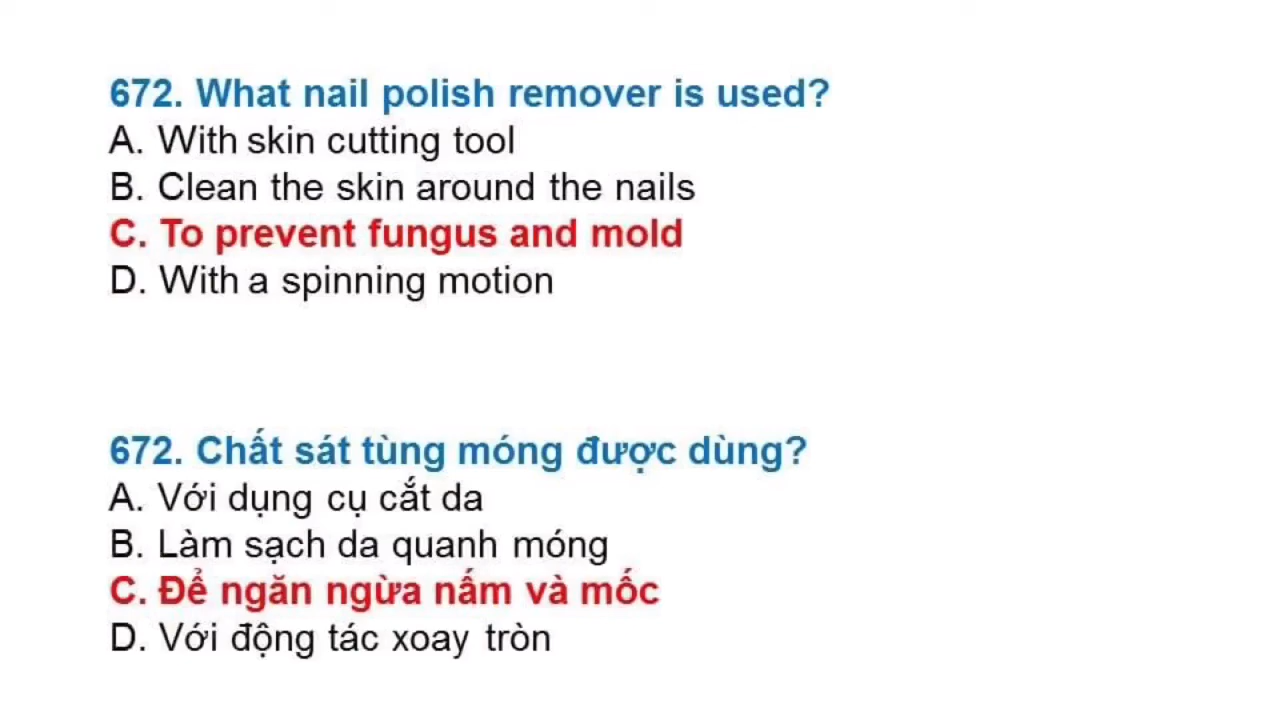 672. What nail polish remover is used?
A. With skin cutting tool
B. Clean the skin around the nails
C. To prevent fungus and mold
D. With a spinning motion
672. Chất sát tùng móng được dùng?
A. Với dụng cụ cắt da
B. Làm sạch da quanh móng
C. Để ngăn ngừa nấm và mốc
D. Với động tác xoay tròn